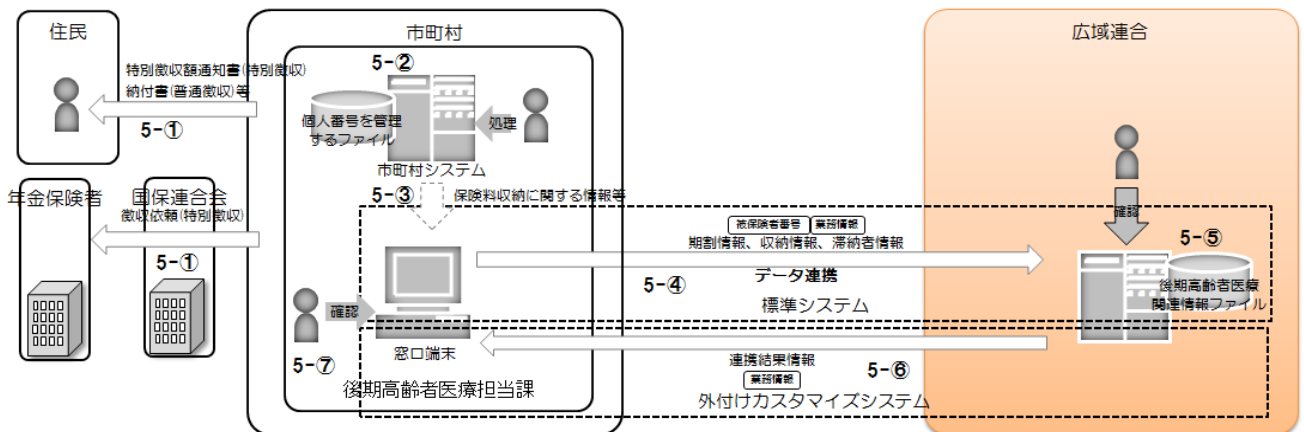 住民
市町村
広域連合
特別徴収額通知書(特別徴収)
納付書(普通徴収)等
5-①
5-②
個人番号を管理
するファイル
処理
市町村システム
5-③
保険料収納に関する情報等
年金保険者
国保連合会
徴収依頼(特別徴収)
5-①
確認
被保険者番号
業務情報
期割情報、収納情報、滞納者情報
5-④
データ連携
標準システム
5-⑤
後期高齢者医療
関連情報ファイル
確認
窓口端末
5-⑦
後期高齢者医療担当課
連携結果情報
業務情報
5-⑥
外付けカスタマイズシステム